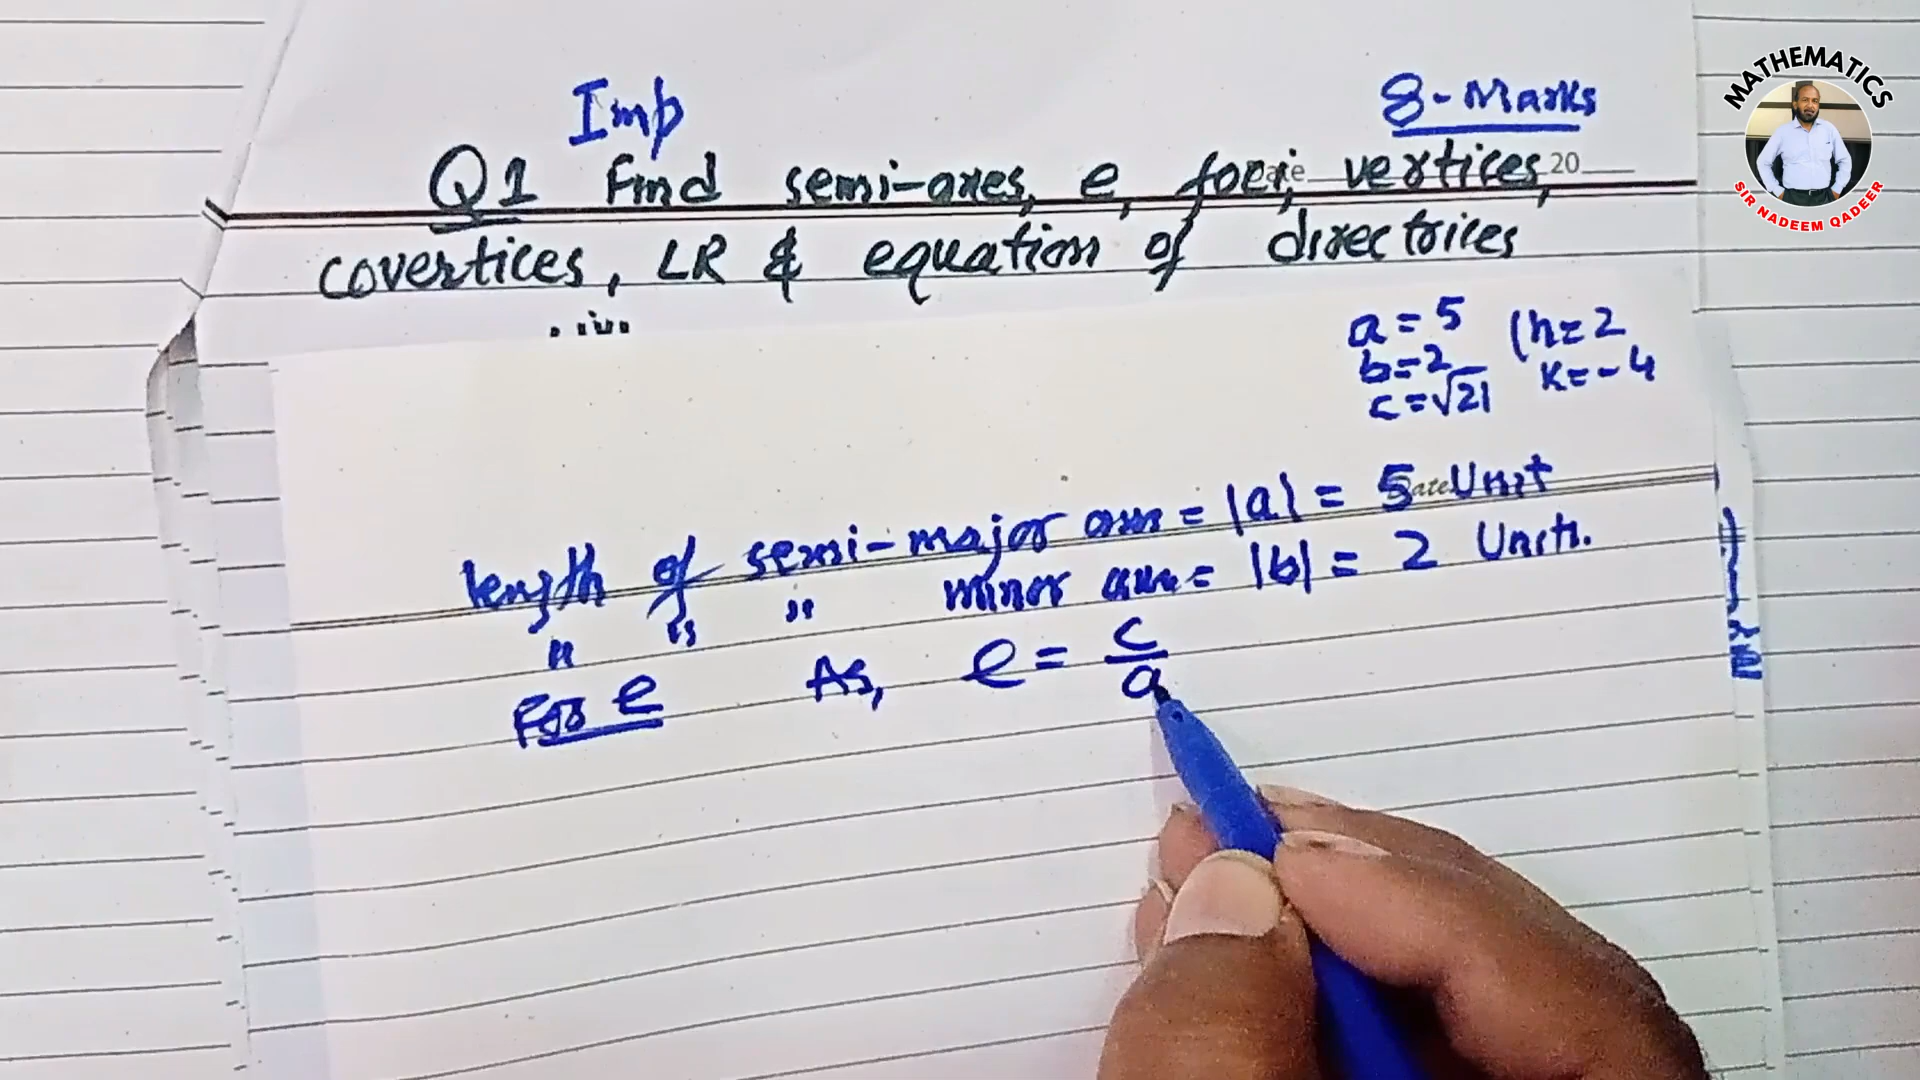 MATHEMATICS
SIR NADEEM QADEER
Imp
8-Marks
Q1 Find semi-axes, e, foci, vertices, 20
covertices, LR & equation of directrices
a = 5 (h = 2
b = 2 K = -4
c = √21
length of semi-major axis = |a| = 5 Unit
" " " minor axis = |b| = 2 Units.
For e As, e = c/a